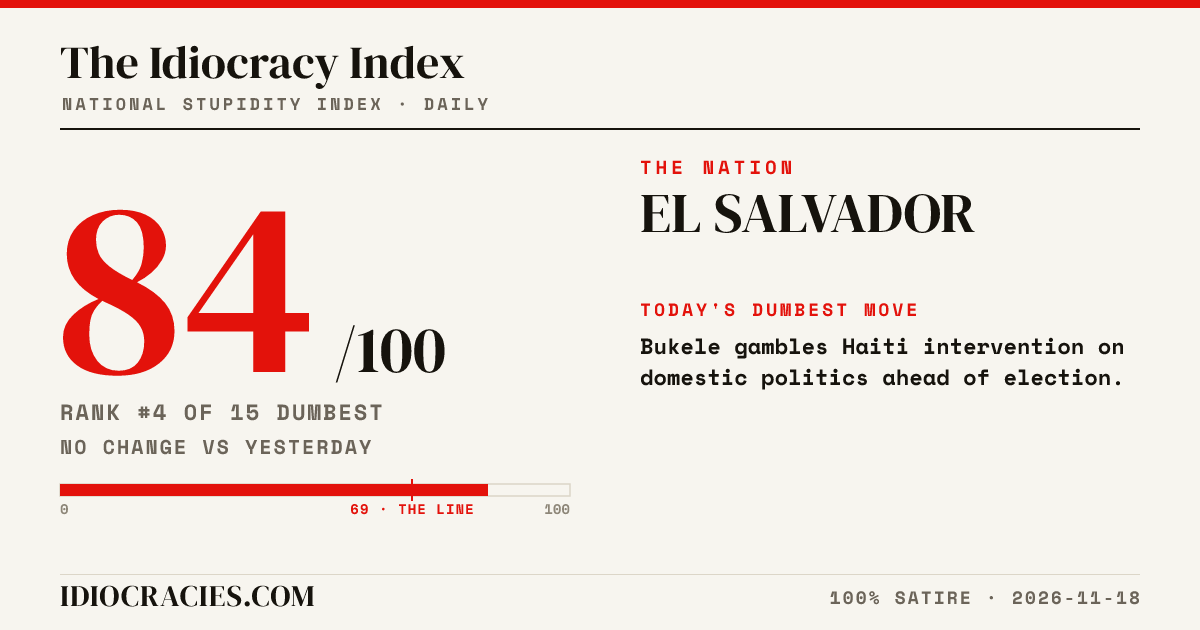 The Idiocracy Index
NATIONAL STUPIDITY INDEX · DAILY
84 /100
RANK #4 OF 15 DUMBEST
NO CHANGE VS YESTERDAY
0
69 · THE LINE
100
THE NATION
EL SALVADOR
TODAY'S DUMBEST MOVE
Bukele gambles Haiti intervention on
domestic politics ahead of election.
IDIOCRACIES.COM
100% SATIRE · 2026-11-18